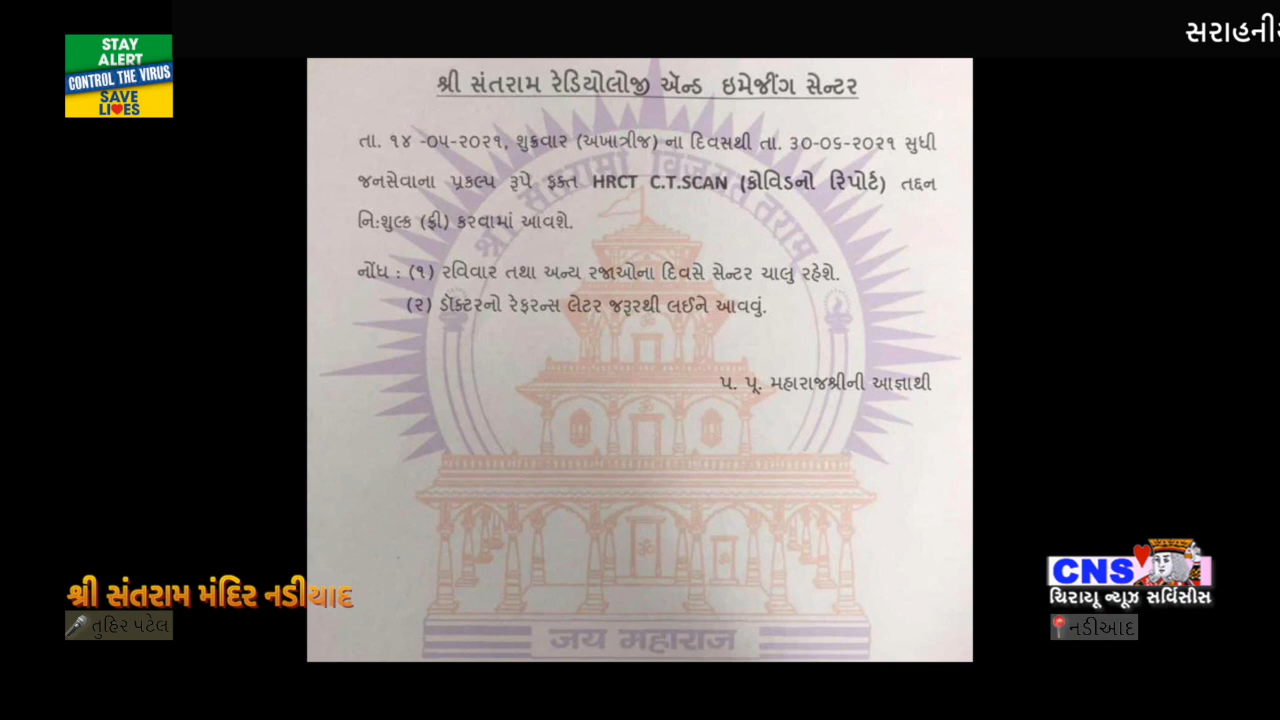 સરાહની
STAY
ALERT
CONTROL THE VIRUS
SAVE
LIVES
શ્રી સંતરામ રેડિયોલોજી ઍન્ડ ઇમેજીંગ સેન્ટર
તા. ૧૪ -૦૫-૨૦૨૧, શુક્રવાર (અખાત્રીજ) ના દિવસથી તા. ૩૦-૦૬-૨૦૨૧ સુધી
જનસેવાના પ્રકલ્પ રૂપે ફક્ત HRCT C.T.SCAN (કોવિડનો રિપોર્ટ) તદ્દન
નિ:શુલ્ક (ફ્રી) કરવામાં આવશે.
નોંધ : (૧) રવિવાર તથા અન્ય રજાઓના દિવસે સેન્ટર ચાલુ રહેશે.
(૨) ડૉક્ટરનો રેફરન્સ લેટર જરૂરથી લઈને આવવું.
પ. પૂ. મહારાજશ્રીની આજ્ઞાથી
જય મહારાજ
શ્રી સંતરામ મંદિર નડીયાદ
તુહિર પટેલ
CNS
ચિરાયૂ ન્યૂઝ સર્વિસીસ
નડીઆદ